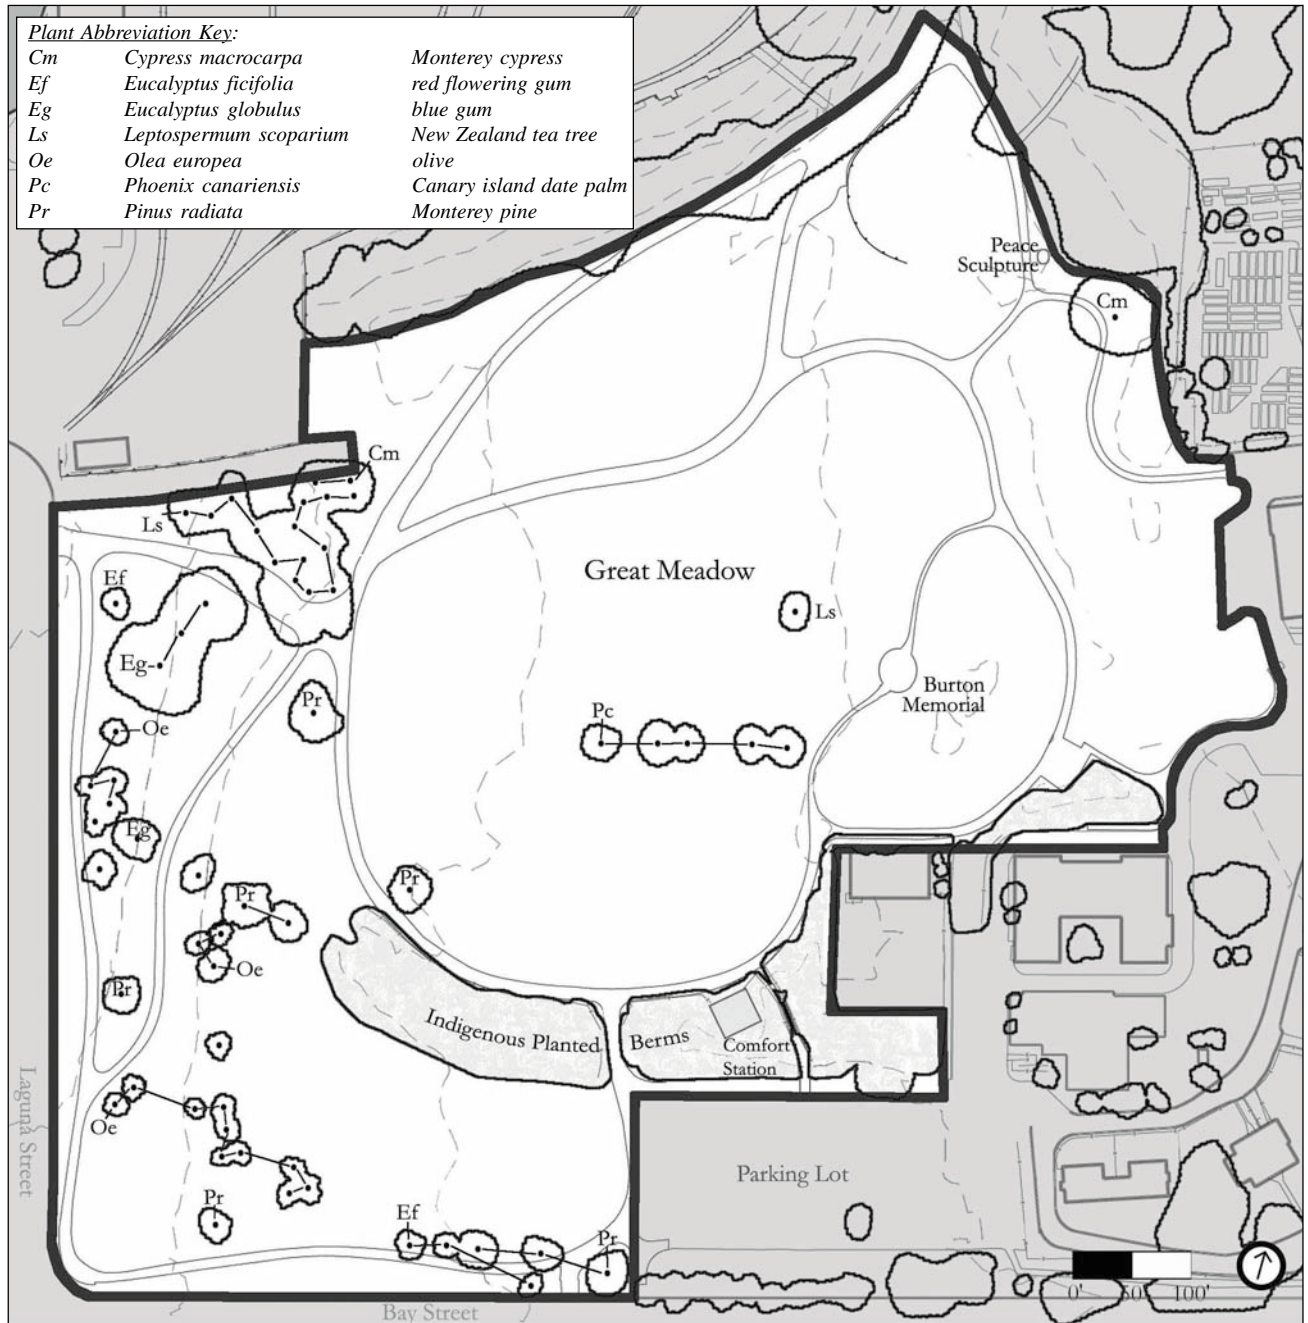 Plant Abbreviation Key:
Cm Cypress macrocarpa Monterey cypress
Ef Eucalyptus ficifolia red flowering gum
Eg Eucalyptus globulus blue gum
Ls Leptospermum scoparium New Zealand tea tree
Oe Olea europea olive
Pc Phoenix canariensis Canary island date palm
Pr Pinus radiata Monterey pine
Peace
Sculpture
Cm
Cm
Ls
Great Meadow
Ef
Ls
Eg
Burton
Memorial
Pr
Pc
Oe
Eg
Pr
Pr
Oe
Pr
Indigenous Planted
Berms
Comfort
Station
Laguna Street
Oe
Parking Lot
Pr
Ef
Pr
0' 50' 100'
Bay Street